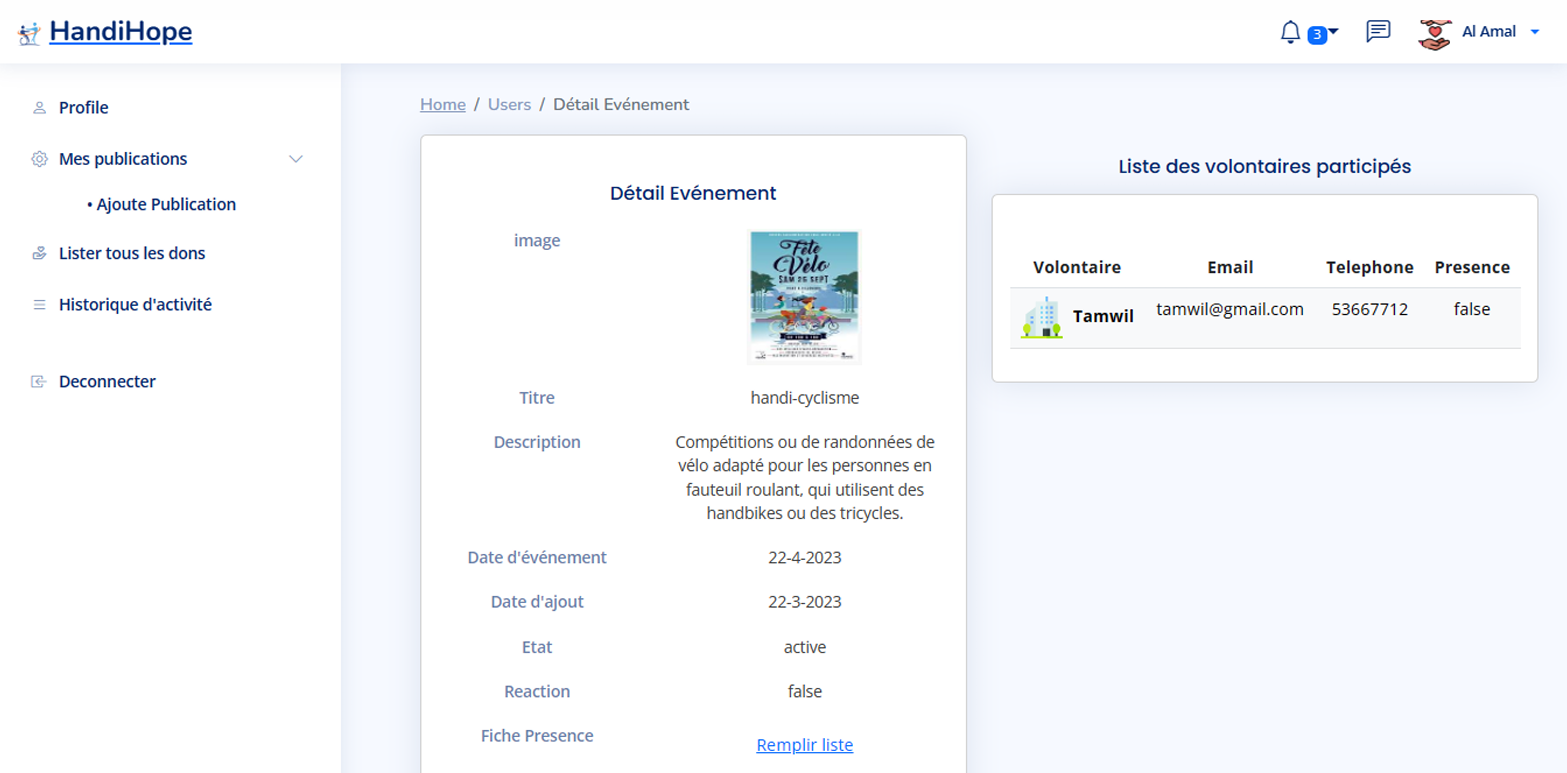 HandiHope
3
Al Amal
Profile
Mes publications
• Ajoute Publication
Lister tous les dons
Historique d'activité
Deconnecter
Home / Users / Détail Evénement
Détail Evénement
image
Fête
du
Vélo
SAM 25 SEPT
Titre
handi-cyclisme
Description
Compétitions ou de randonnées de
vélo adapté pour les personnes en
fauteuil roulant, qui utilisent des
handbikes ou des tricycles.
Date d'événement
22-4-2023
Date d'ajout
22-3-2023
Etat
active
Reaction
false
Fiche Presence
Remplir liste
Liste des volontaires participés
Volontaire Email Telephone Presence
Tamwil tamwil@gmail.com 53667712 false